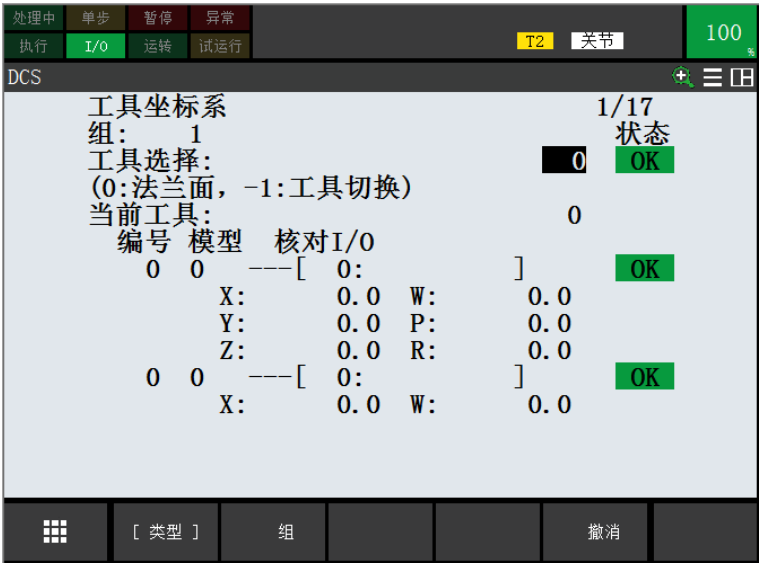 处理中 单步 暂停 异常
执行 I/O 运转 试运行 T2 关节 100 %
DCS
工具坐标系 1/17
组: 1 状态
工具选择: 0 OK
(0:法兰面，-1:工具切换)
当前工具: 0
编号 模型 核对I/O
0 0 ---[ 0: ] OK
X: 0.0 W: 0.0
Y: 0.0 P: 0.0
Z: 0.0 R: 0.0
0 0 ---[ 0: ] OK
X: 0.0 W: 0.0
[ 类型 ] 组 撤消